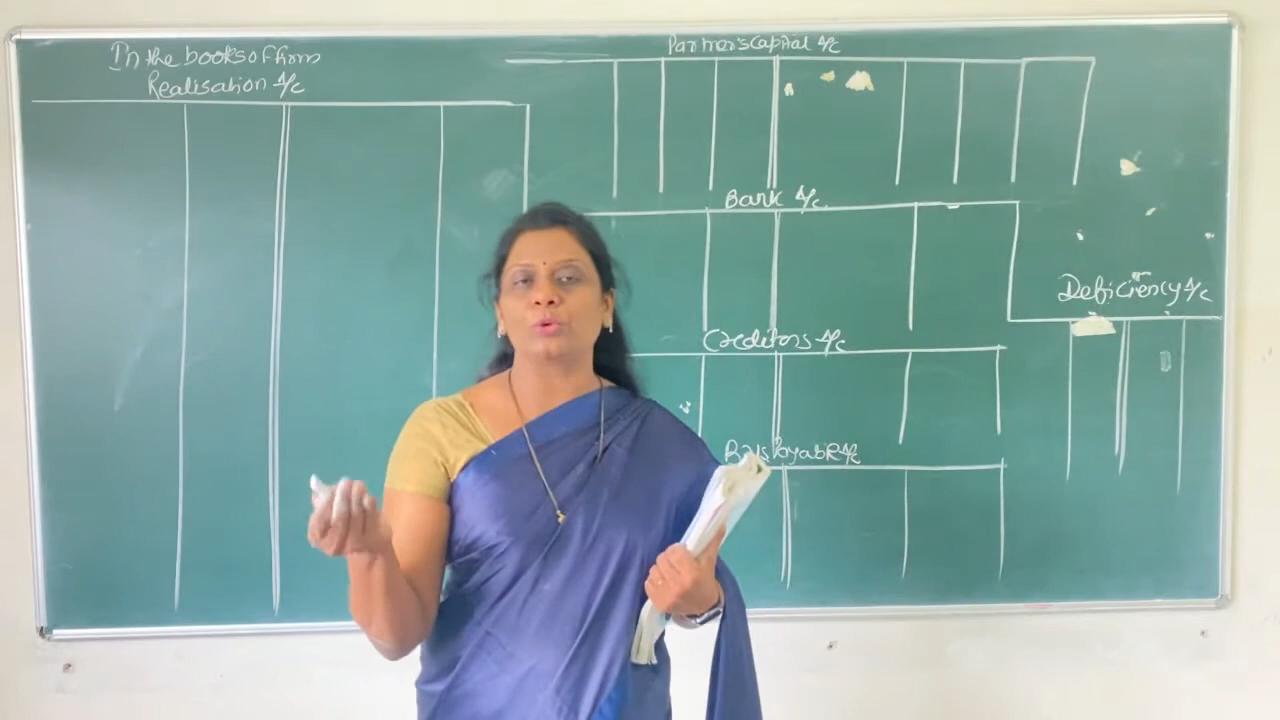 In the books of firm
Realisation A/c
Partner's Capital A/c
Bank A/c.
Creditors A/c
Bills Payable A/c
Deficiency A/c